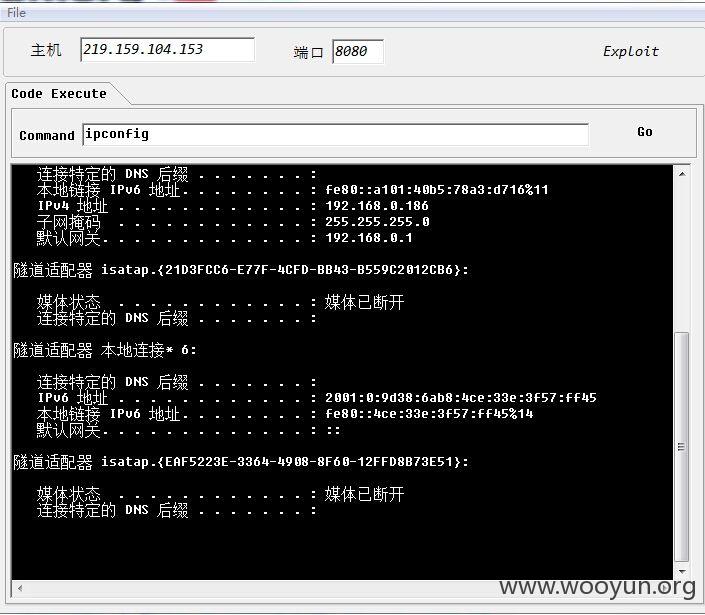 File
主机 219.159.104.153 端口 8080 Exploit
Code Execute
Command ipconfig Go
连接特定的 DNS 后缀 . . . . . . . :
本地链接 IPv6 地址. . . . . . . . : fe80::a101:40b5:78a3:d716%11
IPv4 地址 . . . . . . . . . . . . : 192.168.0.186
子网掩码 . . . . . . . . . . . . : 255.255.255.0
默认网关. . . . . . . . . . . . . : 192.168.0.1
隧道适配器 isatap.{21D3FCC6-E77F-4CFD-BB43-B559C2012CB6}:
媒体状态 . . . . . . . . . . . . : 媒体已断开
连接特定的 DNS 后缀 . . . . . . . :
隧道适配器 本地连接* 6:
连接特定的 DNS 后缀 . . . . . . . :
IPv6 地址 . . . . . . . . . . . . : 2001:0:9d38:6ab8:4ce:33e:3f57:ff45
本地链接 IPv6 地址. . . . . . . . : fe80::4ce:33e:3f57:ff45%14
默认网关. . . . . . . . . . . . . : ::
隧道适配器 isatap.{EAF5223E-3364-4908-8F60-12FFD8B73E51}:
媒体状态 . . . . . . . . . . . . : 媒体已断开
连接特定的 DNS 后缀 . . . . . . . :
www.wooyun.org